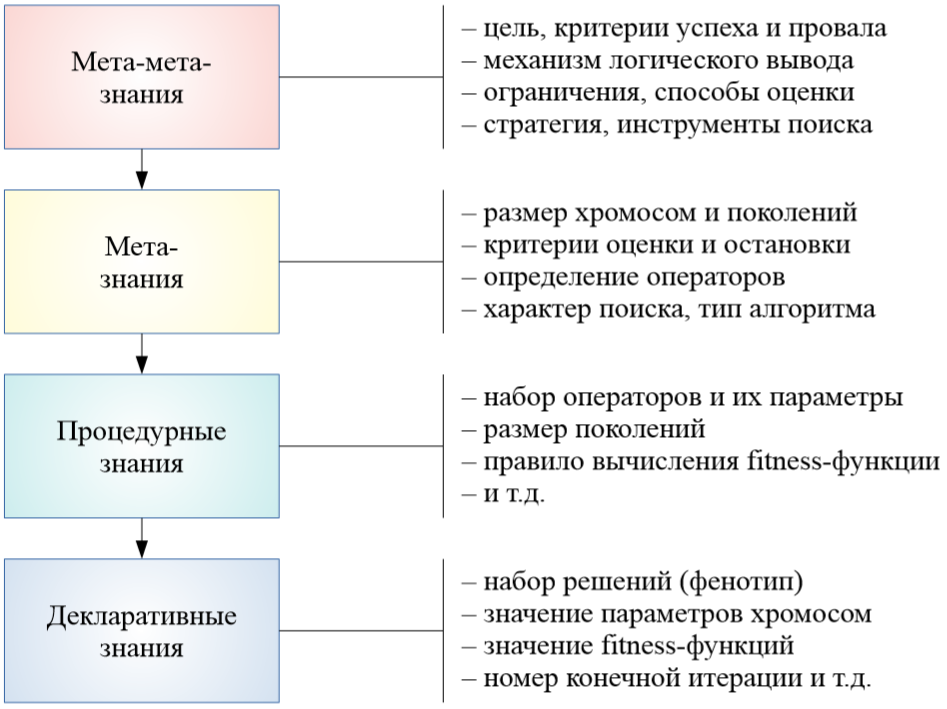 Мета-мета-
знания
– цель, критерии успеха и провала
– механизм логического вывода
– ограничения, способы оценки
– стратегия, инструменты поиска
Мета-
знания
– размер хромосом и поколений
– критерии оценки и остановки
– определение операторов
– характер поиска, тип алгоритма
Процедурные
знания
– набор операторов и их параметры
– размер поколений
– правило вычисления fitness-функции
– и т.д.
Декларативные
знания
– набор решений (фенотип)
– значение параметров хромосом
– значение fitness-функций
– номер конечной итерации и т.д.